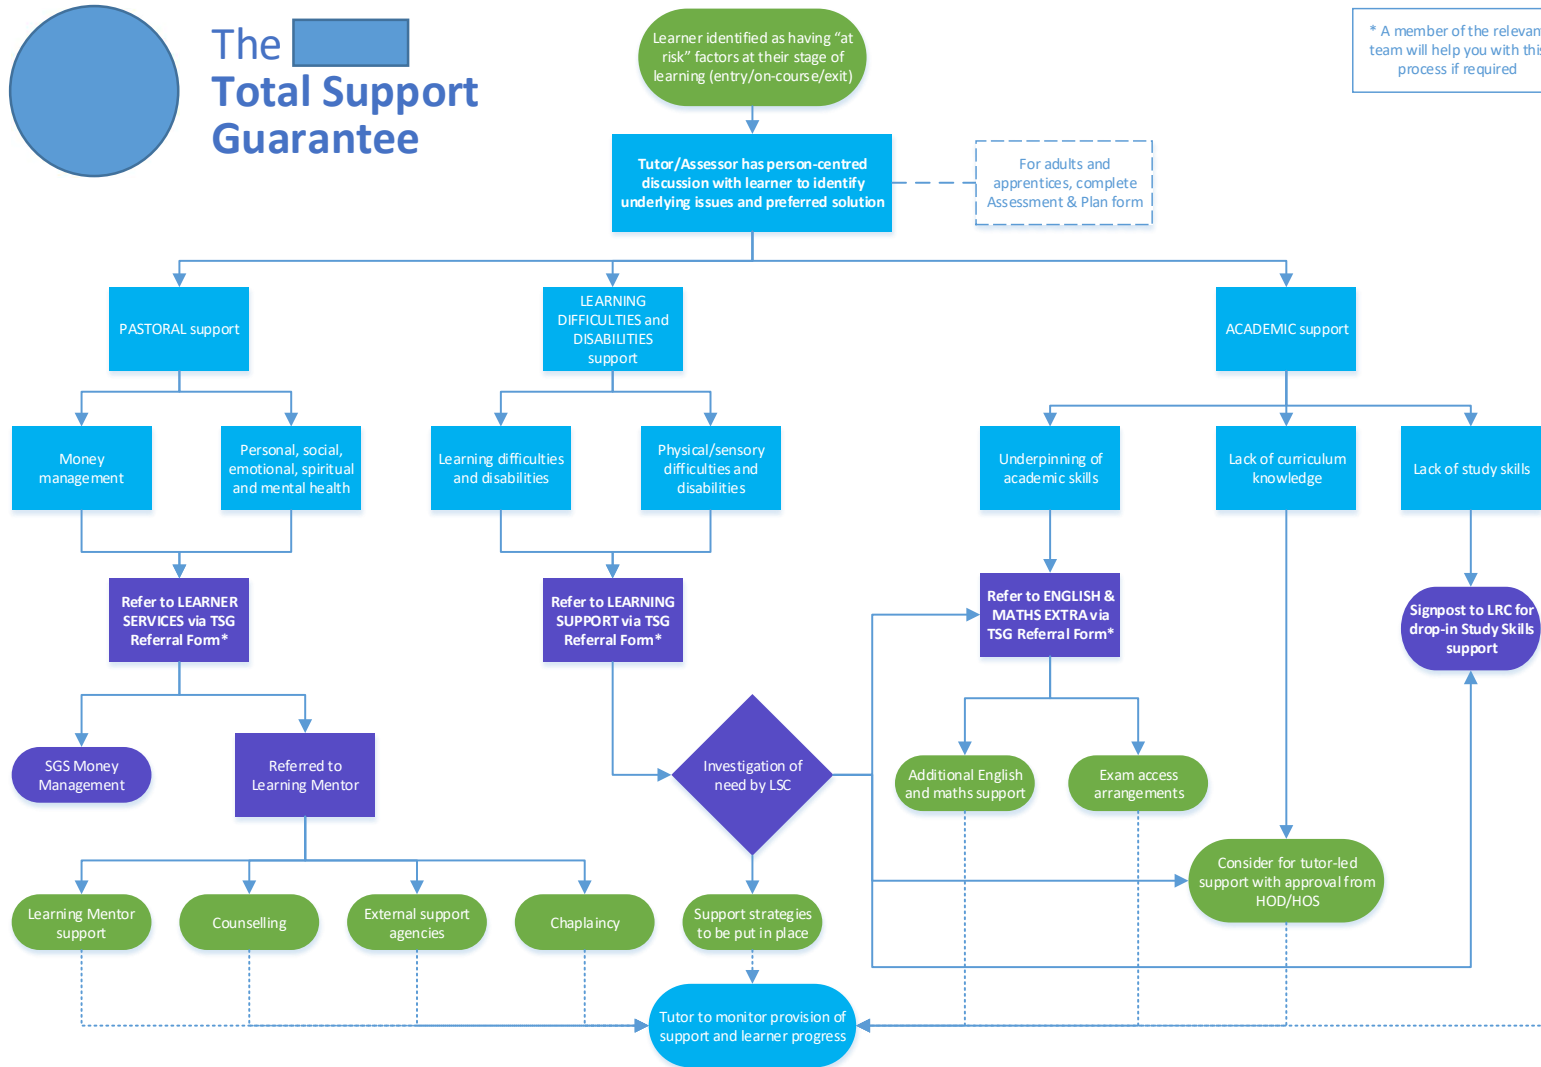 The
Total Support
Guarantee
Learner identified as having “at
risk” factors at their stage of
learning (entry/on-course/exit)
* A member of the
team will help you with
process if required
Tutor/Assessor has person-centred
discussion with learner to identify
underlying issues and preferred solution
For adults and
apprentices, complete
Assessment & Plan form
PASTORAL support
LEARNING
DIFFICULTIES and
DISABILITIES
support
ACADEMIC support
Money
management
Personal, social,
emotional, spiritual
and mental health
Learning difficulties
and disabilities
Physical/sensory
difficulties and
disabilities
Underpinning of
academic skills
Lack of curriculum
knowledge
Lack of study skills
Refer to LEARNER
SERVICES via TSG
Referral Form*
Refer to LEARNING
SUPPORT via TSG
Referral Form*
Refer to ENGLISH &
MATHS EXTRA via
TSG Referral Form*
Signpost to LRC for
drop-in Study Skills
support
SGS Money
Management
Referred to
Learning Mentor
Investigation of
need by LSC
Additional English
and maths support
Exam access
arrangements
Consider for tutor-led
support with approval from
HOD/HOS
Learning Mentor
support
Counselling
External support
agencies
Chaplaincy
Support strategies
to be put in place
Tutor to monitor provision of
support and learner progress